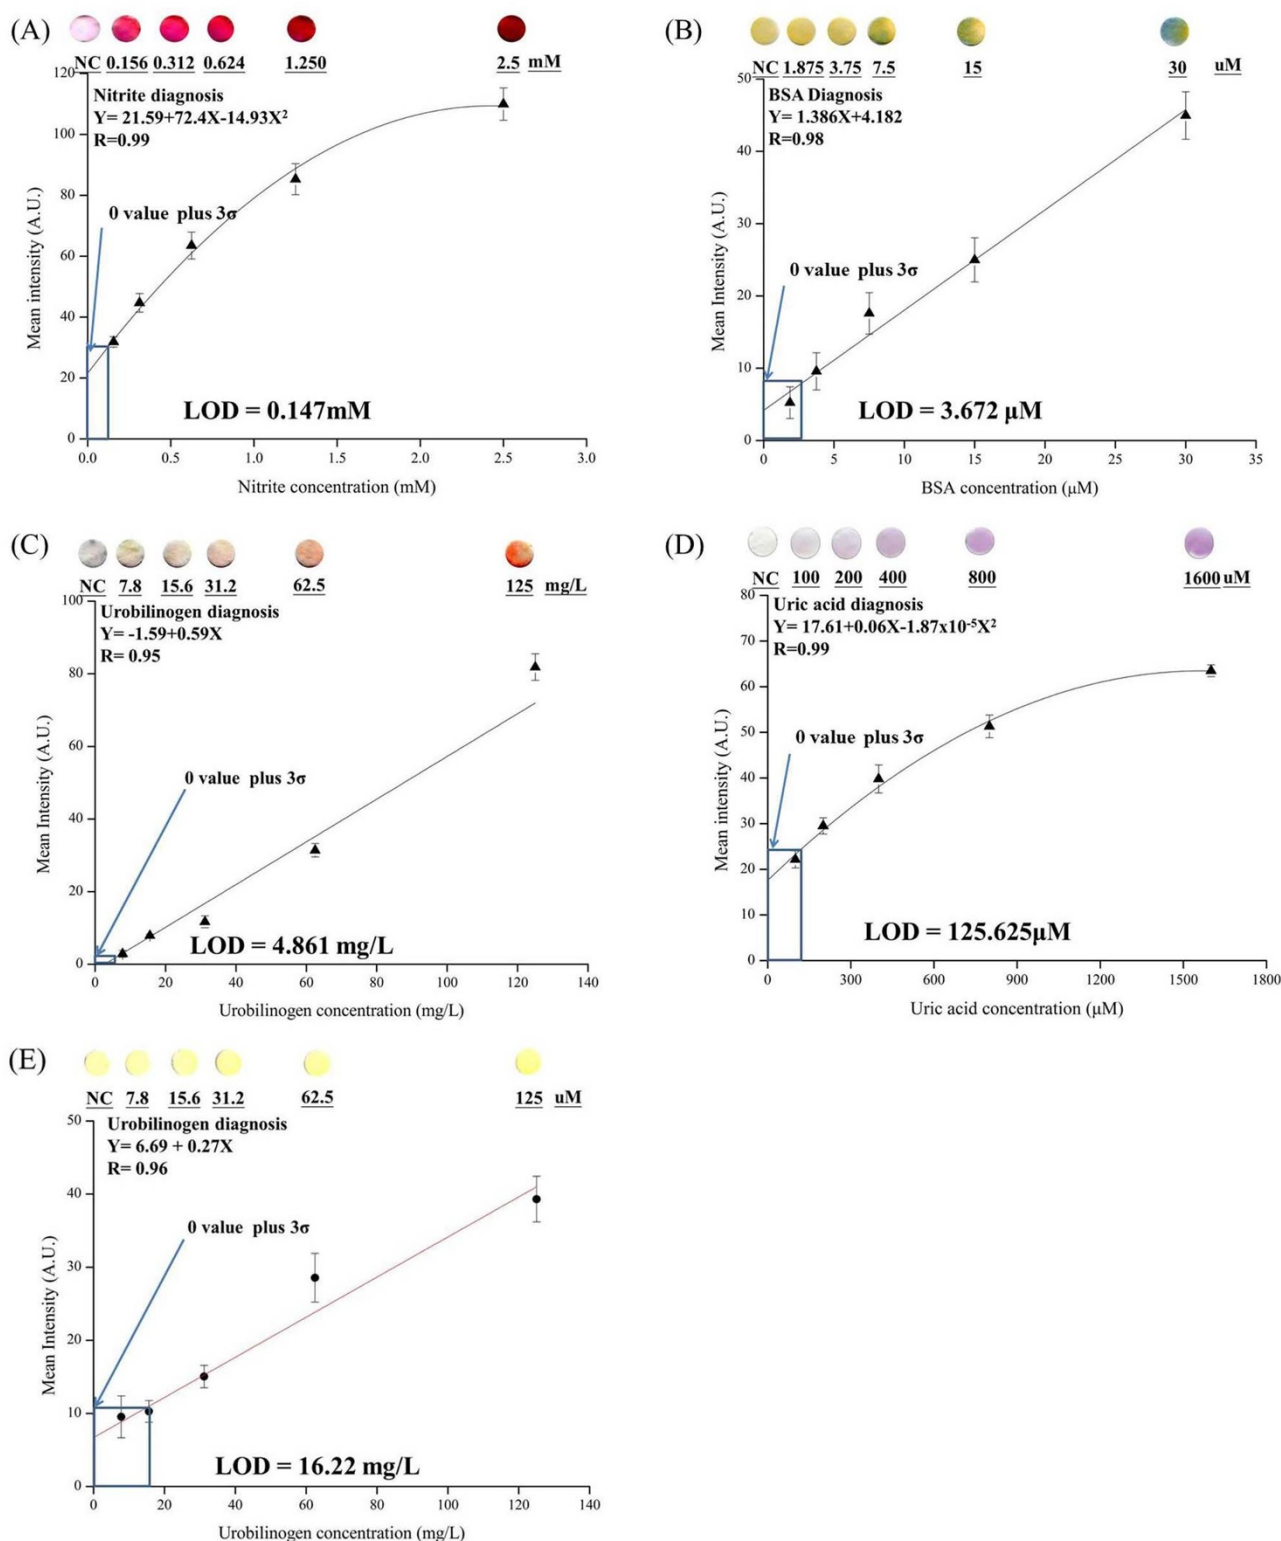 (A)
NC 0.156 0.312 0.624 1.250 2.5 mM
120
Nitrite diagnosis
Y= 21.59+72.4X-14.93X²
R=0.99
100
80
0 value plus 3σ
60
40
20
0
LOD = 0.147mM
0.0 0.5 1.0 1.5 2.0 2.5 3.0
Nitrite concentration (mM)
Mean intensity (A.U.)
(B)
NC 1.875 3.75 7.5 15 30 uM
50
BSA Diagnosis
Y= 1.386X+4.182
R=0.98
40
30
0 value plus 3σ
20
10
0
LOD = 3.672 μM
0 5 10 15 20 25 30 35
BSA concentration (μM)
Mean Intensity (A.U.)
(C)
NC 7.8 15.6 31.2 62.5 125 mg/L
100
Urobilinogen diagnosis
Y= -1.59+0.59X
R= 0.95
80
60
0 value plus 3σ
40
20
0
LOD = 4.861 mg/L
0 20 40 60 80 100 120 140
Urobilinogen concentration (mg/L)
Mean Intensity (A.U.)
(D)
NC 100 200 400 800 1600 uM
80
Uric acid diagnosis
Y= 17.61+0.06X-1.87x10⁻⁵X²
R=0.99
70
60
50
0 value plus 3σ
40
30
20
10
0
LOD = 125.625μM
0 300 600 900 1200 1500 1800
Uric acid concentration (μM)
Mean intensity (A.U.)
(E)
NC 7.8 15.6 31.2 62.5 125 uM
50
Urobilinogen diagnosis
Y= 6.69 + 0.27X
R= 0.96
40
0 value plus 3σ
30
20
10
0
LOD = 16.22 mg/L
0 20 40 60 80 100 120 140
Urobilinogen concentration (mg/L)
Mean Intensity (A.U.)